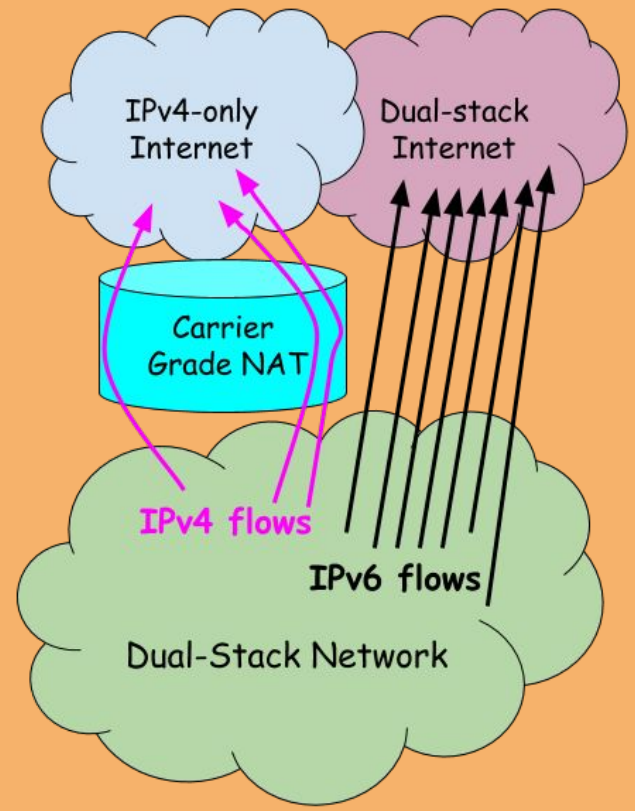 IPv4-only
Internet
Dual-stack
Internet
Carrier
Grade NAT
IPv4 flows
IPv6 flows
Dual-Stack Network